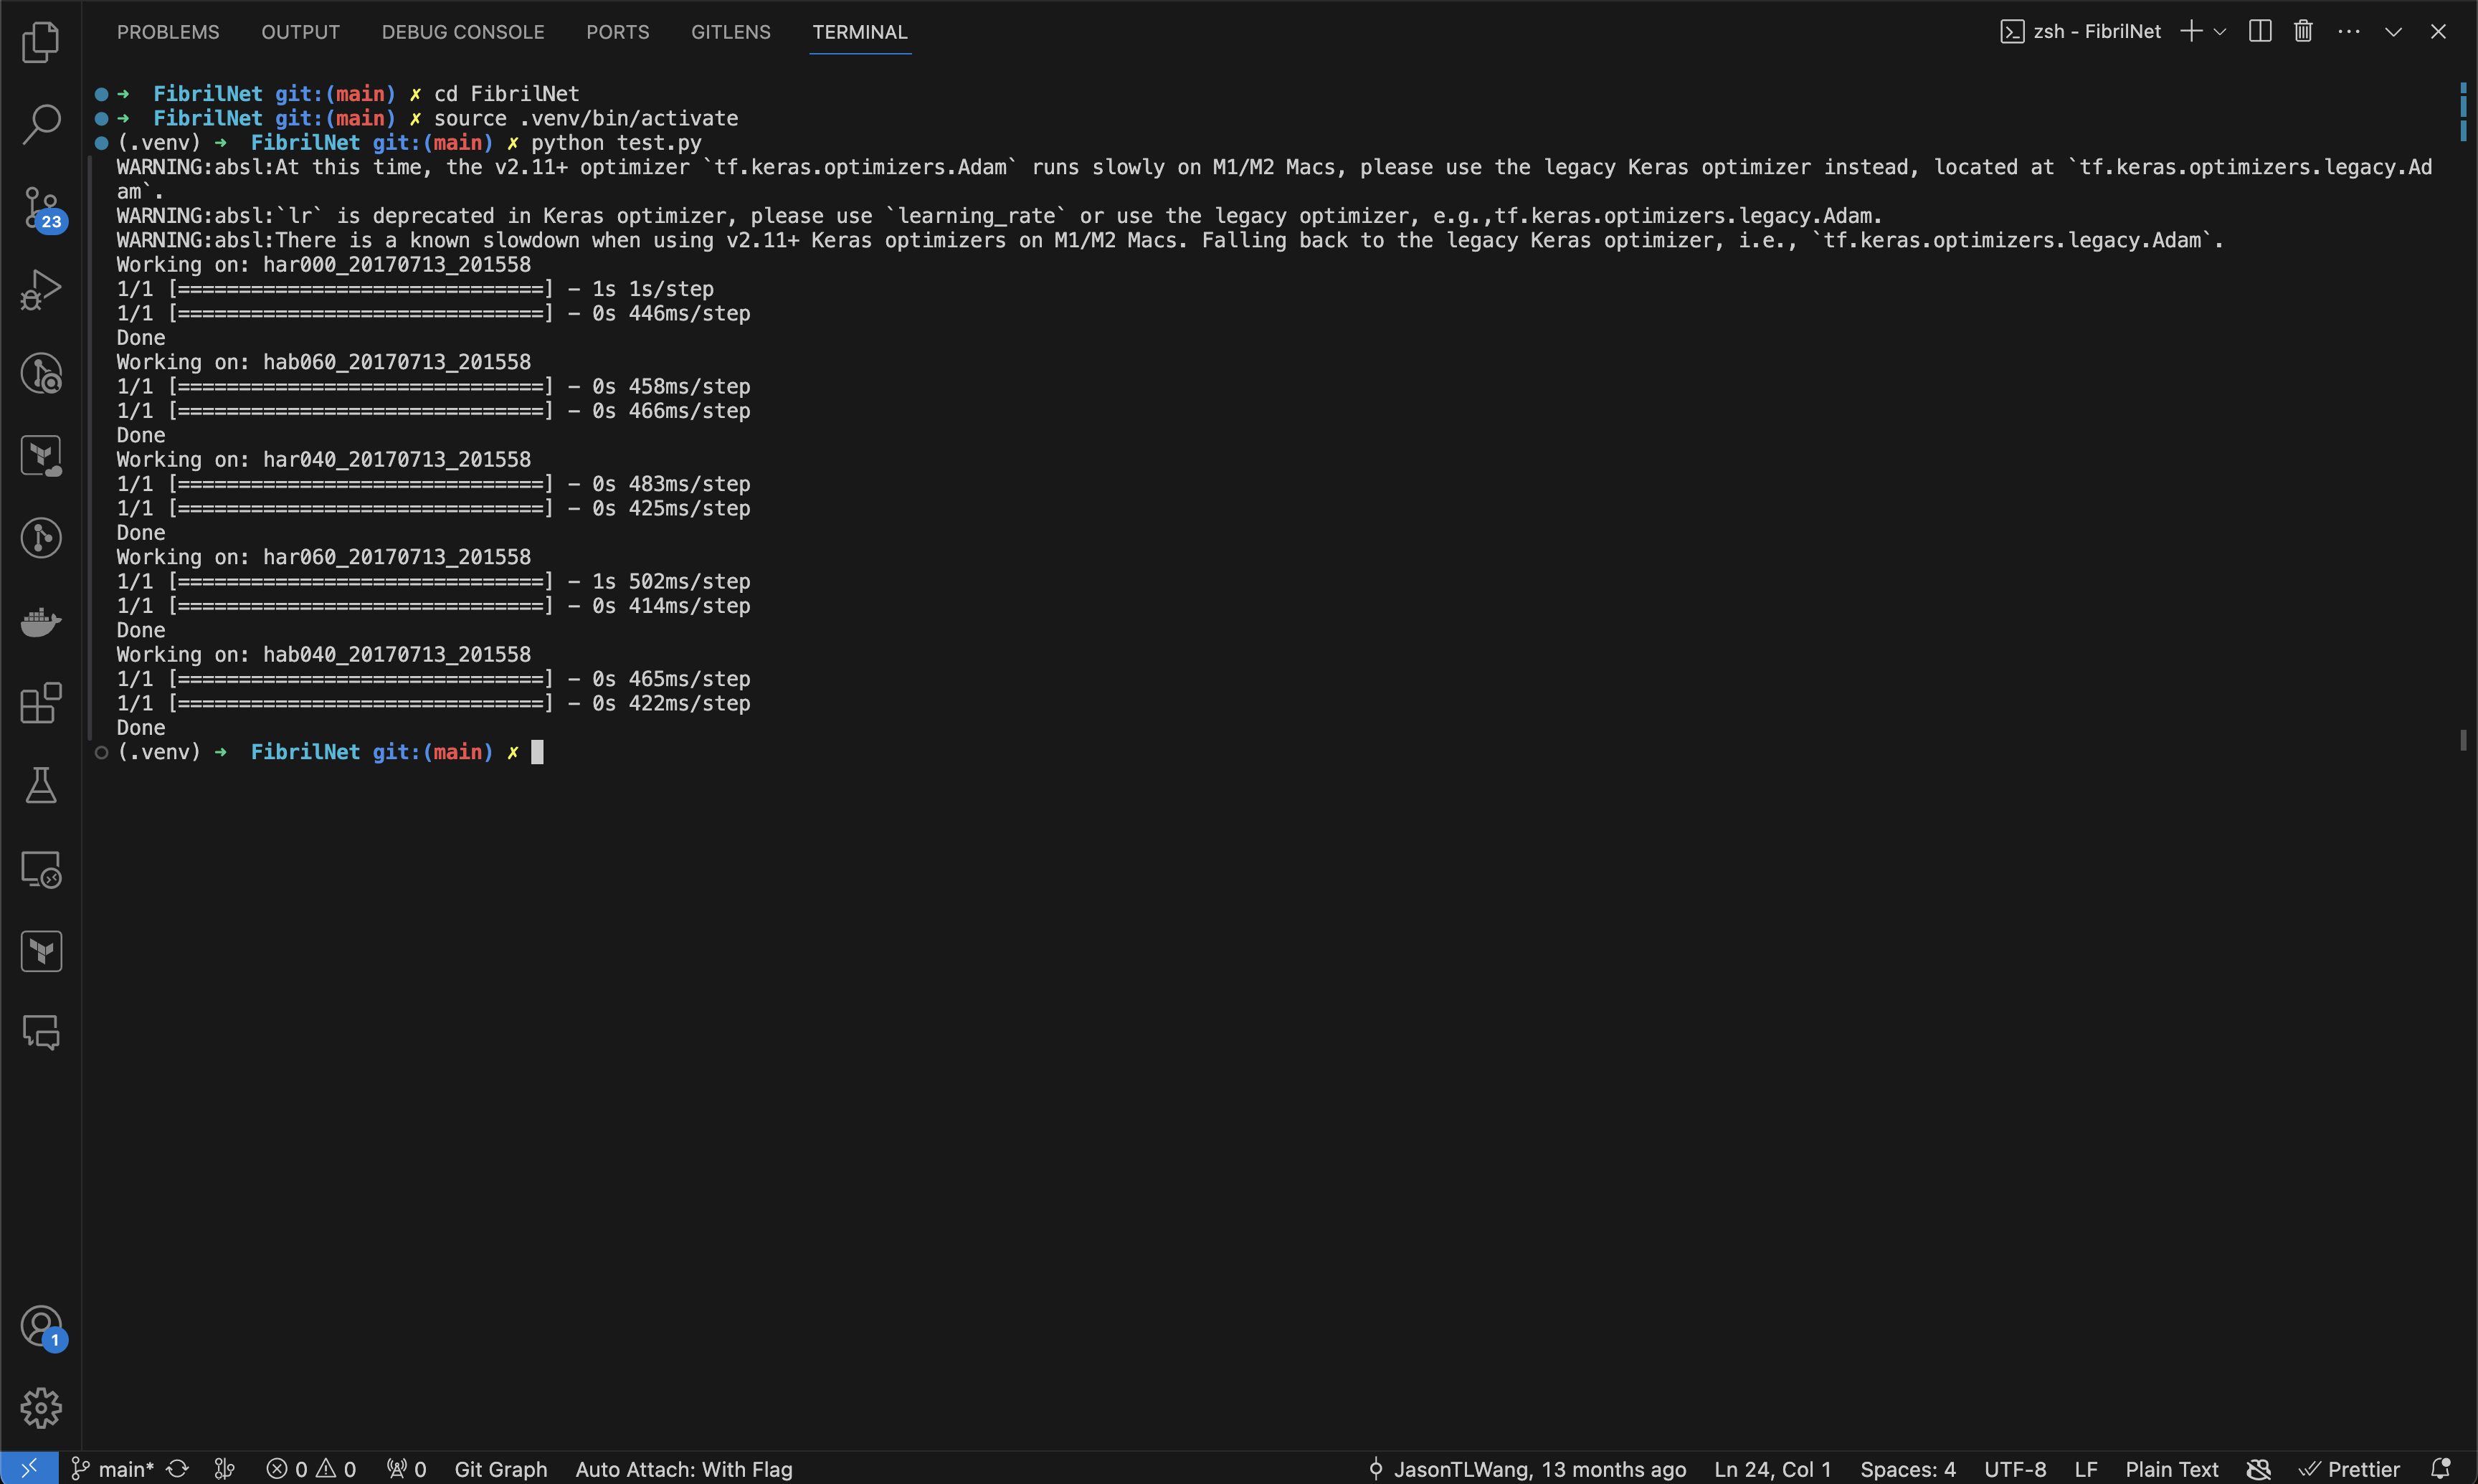 PROBLEMS OUTPUT DEBUG CONSOLE PORTS GITLENS TERMINAL zsh - FibrilNet
➜ FibrilNet git:(main) ✗ cd FibrilNet
➜ FibrilNet git:(main) ✗ source .venv/bin/activate
(.venv) ➜ FibrilNet git:(main) ✗ python test.py
WARNING:absl:At this time, the v2.11+ optimizer `tf.keras.optimizers.Adam` runs slowly on M1/M2 Macs, please use the legacy Keras optimizer instead, located at `tf.keras.optimizers.legacy.Ad
am`.
WARNING:absl:`lr` is deprecated in Keras optimizer, please use `learning_rate` or use the legacy optimizer, e.g.,tf.keras.optimizers.legacy.Adam.
WARNING:absl:There is a known slowdown when using v2.11+ Keras optimizers on M1/M2 Macs. Falling back to the legacy Keras optimizer, i.e., `tf.keras.optimizers.legacy.Adam`.
Working on: har000_20170713_201558
1/1 [==============================] - 1s 1s/step
1/1 [==============================] - 0s 446ms/step
Done
Working on: hab060_20170713_201558
1/1 [==============================] - 0s 458ms/step
1/1 [==============================] - 0s 466ms/step
Done
Working on: har040_20170713_201558
1/1 [==============================] - 0s 483ms/step
1/1 [==============================] - 0s 425ms/step
Done
Working on: har060_20170713_201558
1/1 [==============================] - 1s 502ms/step
1/1 [==============================] - 0s 414ms/step
Done
Working on: hab040_20170713_201558
1/1 [==============================] - 0s 465ms/step
1/1 [==============================] - 0s 422ms/step
Done
(.venv) ➜ FibrilNet git:(main) ✗
23
1
main* 0 0 0 Git Graph Auto Attach: With Flag JasonTLWang, 13 months ago Ln 24, Col 1 Spaces: 4 UTF-8 LF Plain Text Prettier